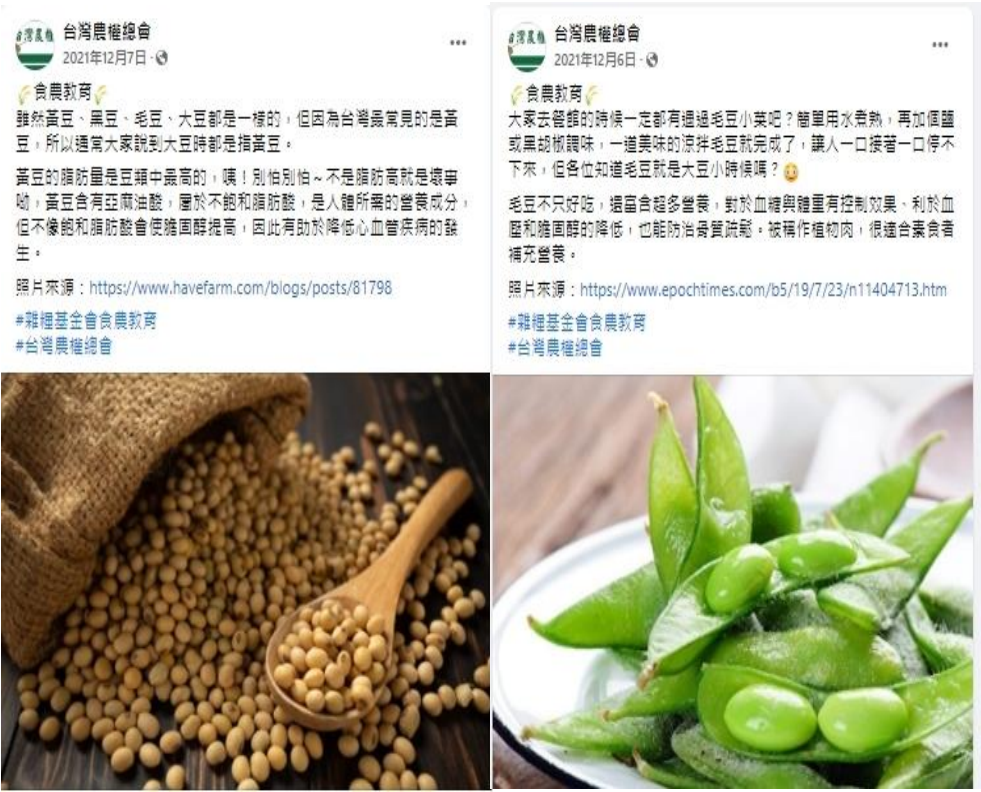 台灣農權總會
2021年12月7日
食農教育
雖然黃豆、黑豆、毛豆、大豆都是一樣的，但因為台灣最常見的是黃
豆，所以通常大家說到大豆時都是指黃豆。
黃豆的脂肪量是豆類中最高的，咦！別怕別怕～不是脂肪高就是壞事
呦，黃豆含有亞麻油酸，屬於不飽和脂肪酸，是人體所需的營養成分，
但不像飽和脂肪酸會使膽固醇提高，因此有助於降低心血管疾病的發
生。
照片來源：https://www.havefarm.com/blogs/posts/81798
#雜糧基金會食農教育
#台灣農權總會
台灣農權總會
2021年12月6日
食農教育
大家去餐館的時候一定都有遇過毛豆小菜吧？簡單用水煮熟，再加個鹽
或黑胡椒調味，一道美味的涼拌毛豆就完成了，讓人一口接著一口停不
下來，但各位知道毛豆就是大豆小時候嗎？
毛豆不只好吃，還富含超多營養，對於血糖與體重有控制效果、利於血
壓和膽固醇的降低，也能防治骨質疏鬆。被稱作植物肉，很適合素食者
補充營養。
照片來源：https://www.epochtimes.com/b5/19/7/23/n11404713.htm
#雜糧基金會食農教育
#台灣農權總會